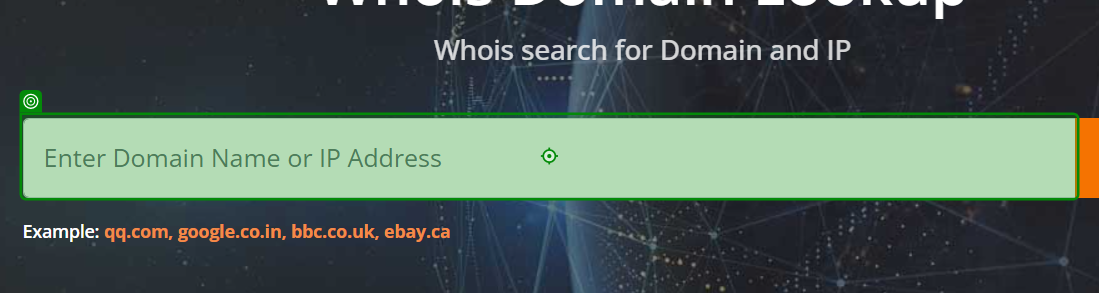 Whois Domain Lookup
Whois search for Domain and IP
Enter Domain Name or IP Address
Example: qq.com, google.co.in, bbc.co.uk, ebay.ca